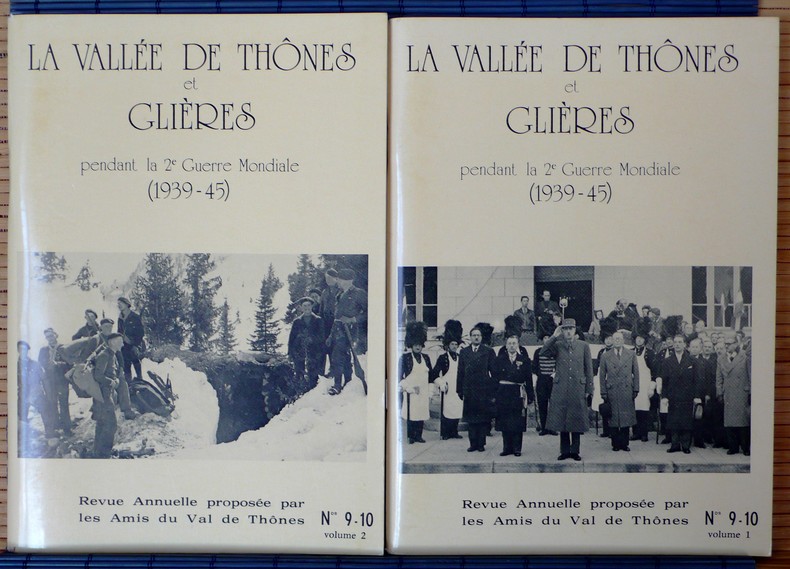 LA VALLÉE DE THÔNES
et
GLIÈRES
pendant la 2e Guerre Mondiale
(1939-45)
Revue Annuelle proposée par
les Amis du Val de Thônes
Nos 9-10
volume 2
LA VALLÉE DE THÔNES
et
GLIÈRES
pendant la 2e Guerre Mondiale
(1939-45)
Revue Annuelle proposée par
les Amis du Val de Thônes
Nos 9-10
volume 1